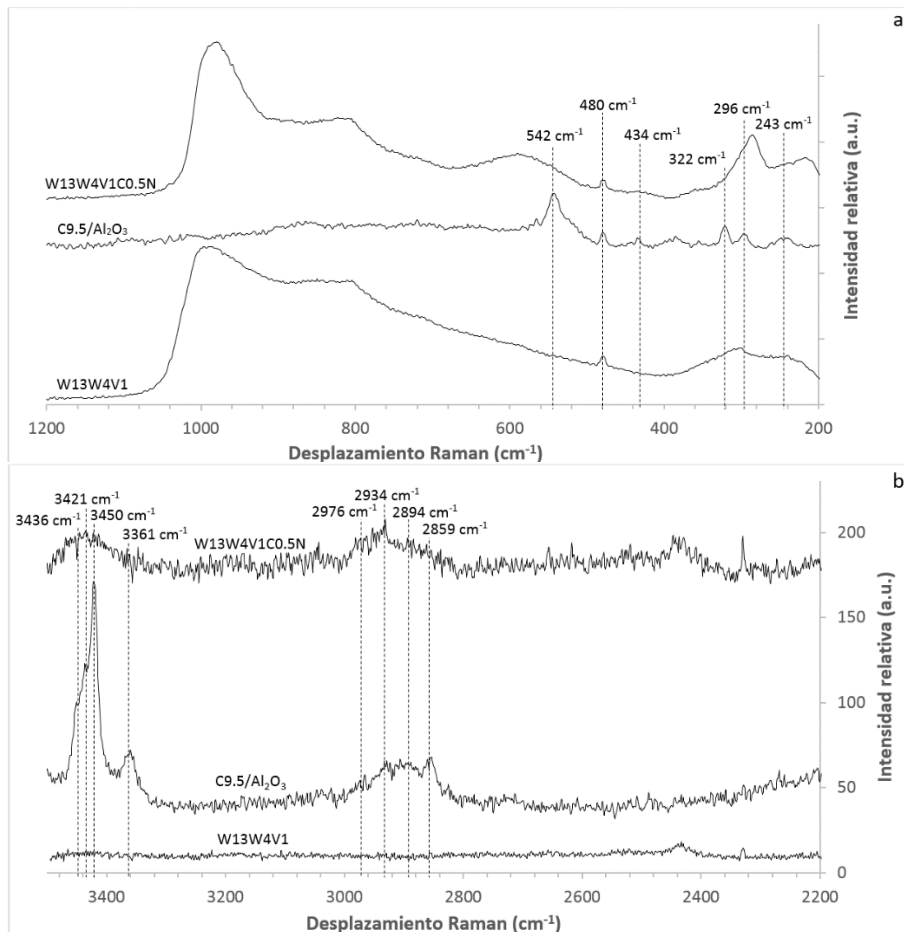 a
296 cm-1
480 cm-1
243 cm-1
542 cm-1
434 cm-1
322 cm-1
W13W4V1C0.5N
C9.5/Al2O3
W13W4V1
Intensidad relativa (a.u.)
1200 1000 800 600 400 200
Desplazamiento Raman (cm-1)
b
3421 cm-1
2934 cm-1
3436 cm-1
3450 cm-1
2976 cm-1
2894 cm-1
3361 cm-1
2859 cm-1
W13W4V1C0.5N
200
150
100
50
0
C9.5/Al2O3
W13W4V1
Intensidad relativa (a.u.)
3400 3200 3000 2800 2600 2400 2200
Desplazamiento Raman (cm-1)